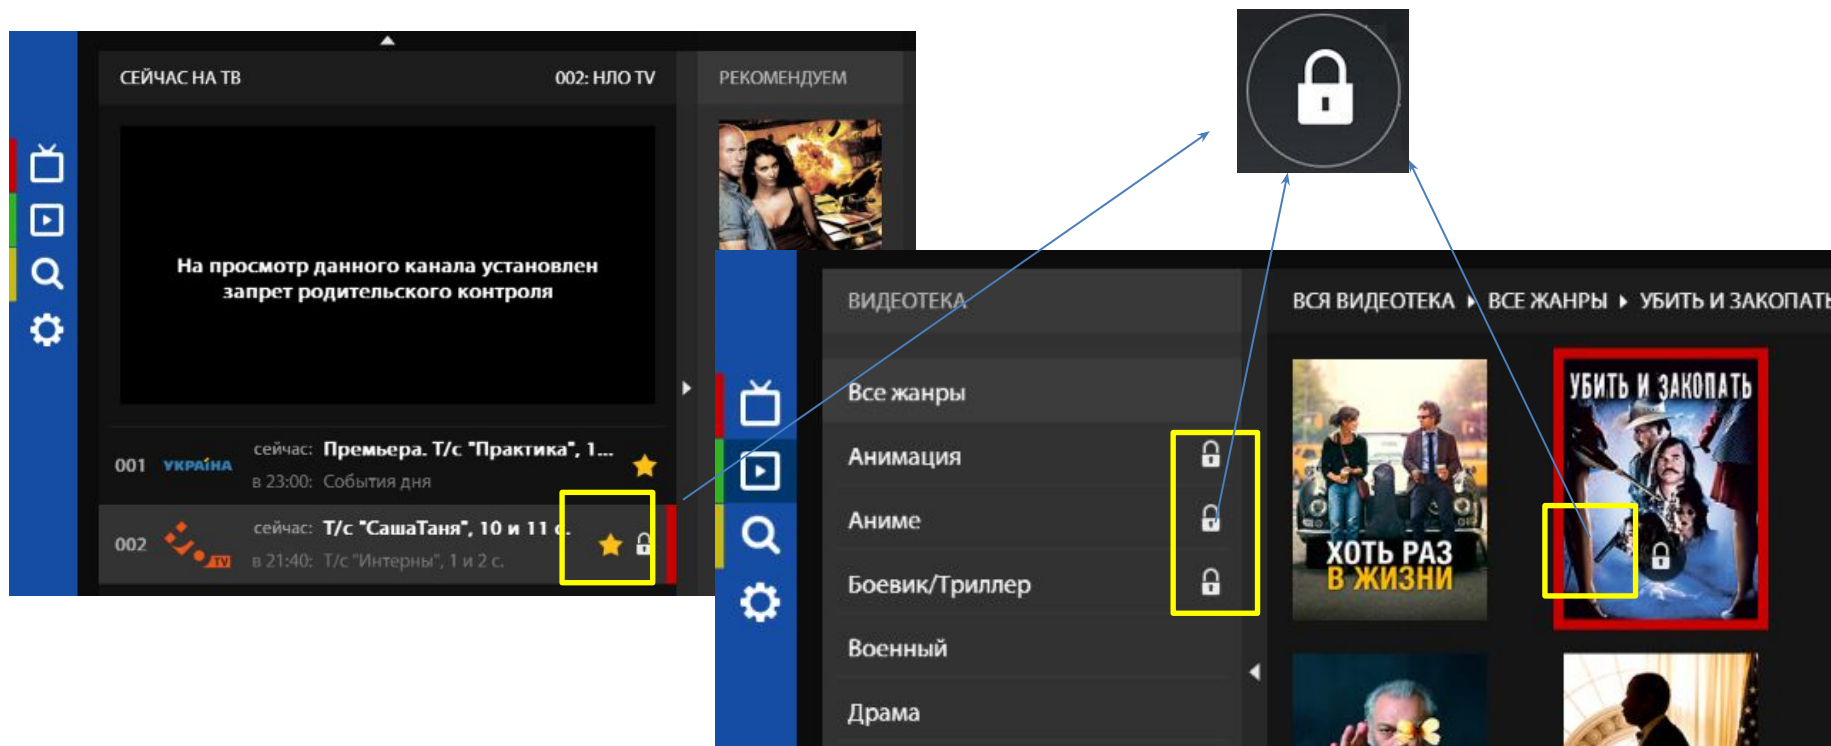 СЕЙЧАС НА ТВ
002: НЛО TV
РЕКОМЕНДУЕМ
На просмотр данного канала установлен
запрет родительского контроля
001 УКРАЇНА
сейчас: Премьера. Т/с "Практика", 1...
в 23:00: События дня
002
TV
сейчас: Т/с "СашаТаня", 10 и 11 с.
в 21:40: Т/с "Интерны", 1 и 2 с.
ВИДЕОТЕКА
Все жанры
Анимация
Аниме
Боевик/Триллер
Военный
Драма
ВСЯ ВИДЕОТЕКА ▸ ВСЕ ЖАНРЫ ▸ УБИТЬ И ЗАКОПАТЬ
ХОТЬ РАЗ
В ЖИЗНИ
УБИТЬ И ЗАКОПАТЬ